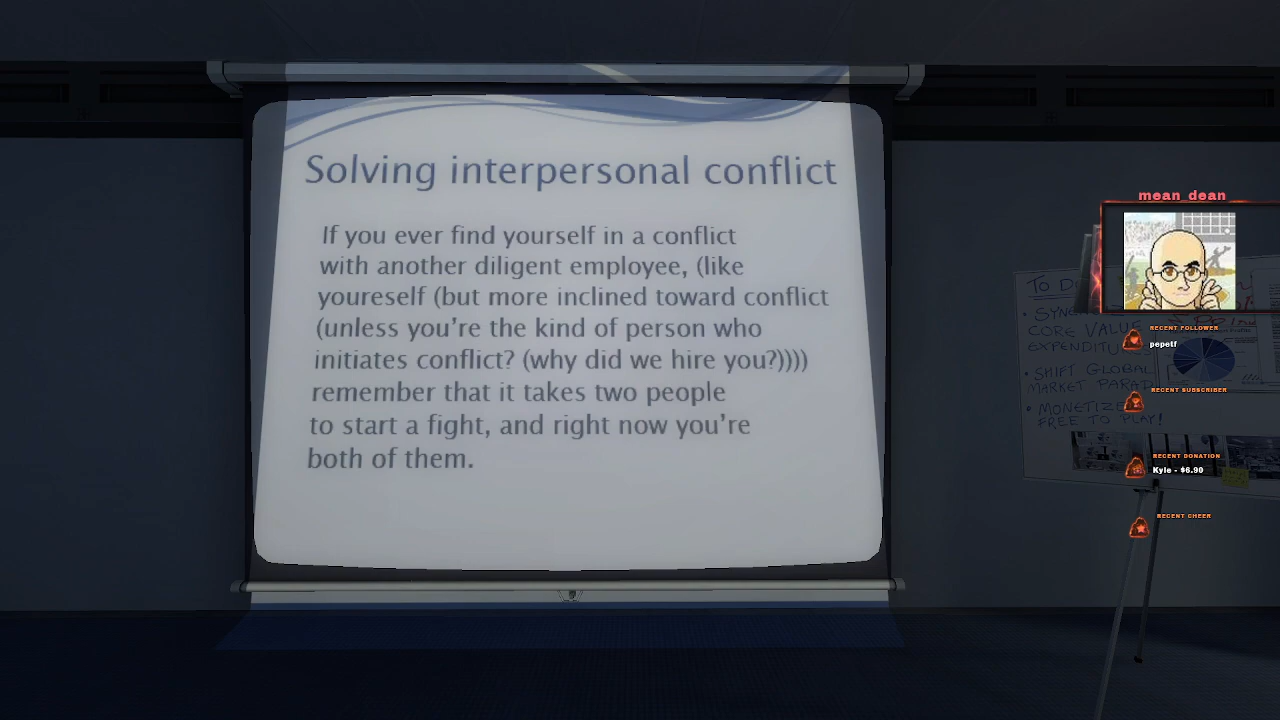 Solving interpersonal conflict
If you ever find yourself in a conflict
with another diligent employee, (like
youreself (but more inclined toward conflict
(unless you're the kind of person who
initiates conflict? (why did we hire you?))))
remember that it takes two people
to start a fight, and right now you're
both of them.
mean_dean
RECENT FOLLOWER
pepetf
RECENT SUBSCRIBER
RECENT DONATION
Kyle - $6.90
RECENT CHEER
TO DO
• SYN
CORE VALUE
EXPENDITU
• SHIFT GLOBAL
MARKET PARAD
• MONETIZE
FREE TO PLAY!